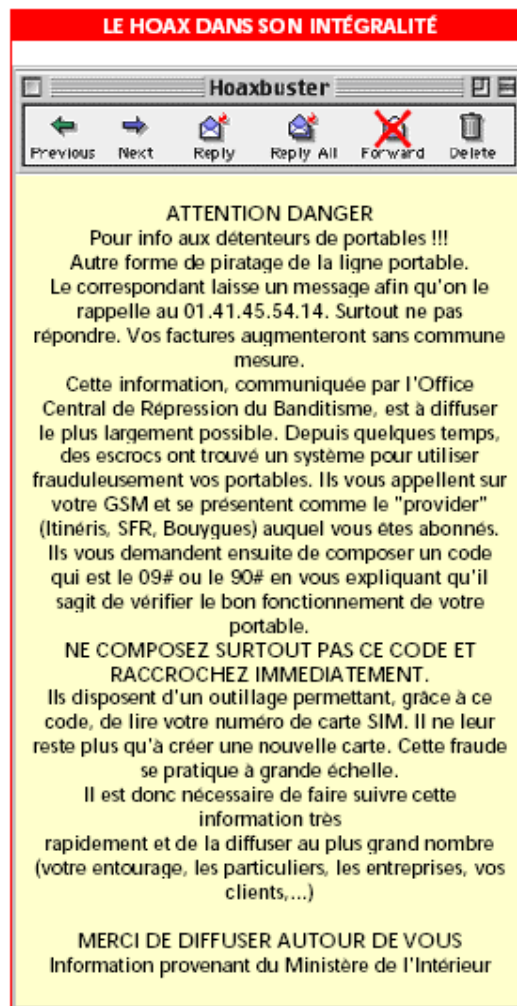 LE HOAX DANS SON INTÉGRALITÉ
Hoaxbuster
Previous Next Reply Reply All Forward Delete
ATTENTION DANGER
Pour info aux détenteurs de portables !!!
Autre forme de piratage de la ligne portable.
Le correspondant laisse un message afin qu'on le
rappelle au 01.41.45.54.14. Surtout ne pas
répondre. Vos factures augmenteront sans commune
mesure.
Cette information, communiquée par l'Office
Central de Répression du Banditisme, est à diffuser
le plus largement possible. Depuis quelques temps,
des escrocs ont trouvé un système pour utiliser
frauduleusement vos portables. Ils vous appellent sur
votre GSM et se présentent comme le "provider"
(Itinéris, SFR, Bouygues) auquel vous êtes abonnés.
Ils vous demandent ensuite de composer un code
qui est le 09# ou le 90# en vous expliquant qu'il
sagit de vérifier le bon fonctionnement de votre
portable.
NE COMPOSEZ SURTOUT PAS CE CODE ET
RACCROCHEZ IMMEDIATEMENT.
Ils disposent d'un outillage permettant, grâce à ce
code, de lire votre numéro de carte SIM. Il ne leur
reste plus qu'à créer une nouvelle carte. Cette fraude
se pratique à grande échelle.
Il est donc nécessaire de faire suivre cette
information très
rapidement et de la diffuser au plus grand nombre
(votre entourage, les particuliers, les entreprises, vos
clients,...)
MERCI DE DIFFUSER AUTOUR DE VOUS
Information provenant du Ministère de l'Intérieur